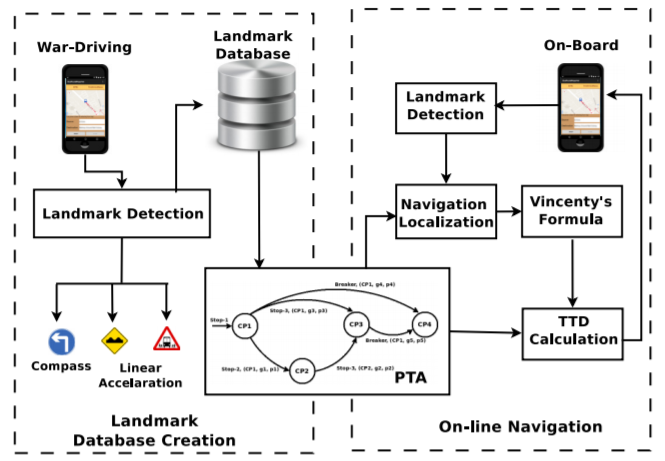 War-Driving
Landmark
Database
Landmark Detection
Compass
Linear
Accelaration
Landmark
Database Creation
On-Board
Landmark
Detection
Navigation
Localization
Vincenty's
Formula
TTD
Calculation
On-line Navigation
Breaker, (CP1, g4, p4)
Stop-3, (CP1, g3, p3)
Stop-1
CP1
CP3
CP4
Breaker, (CP1, g5, p5)
Stop-2, (CP1, g1, p1)
CP2
Stop-3, (CP2, g2, p2)
PTA